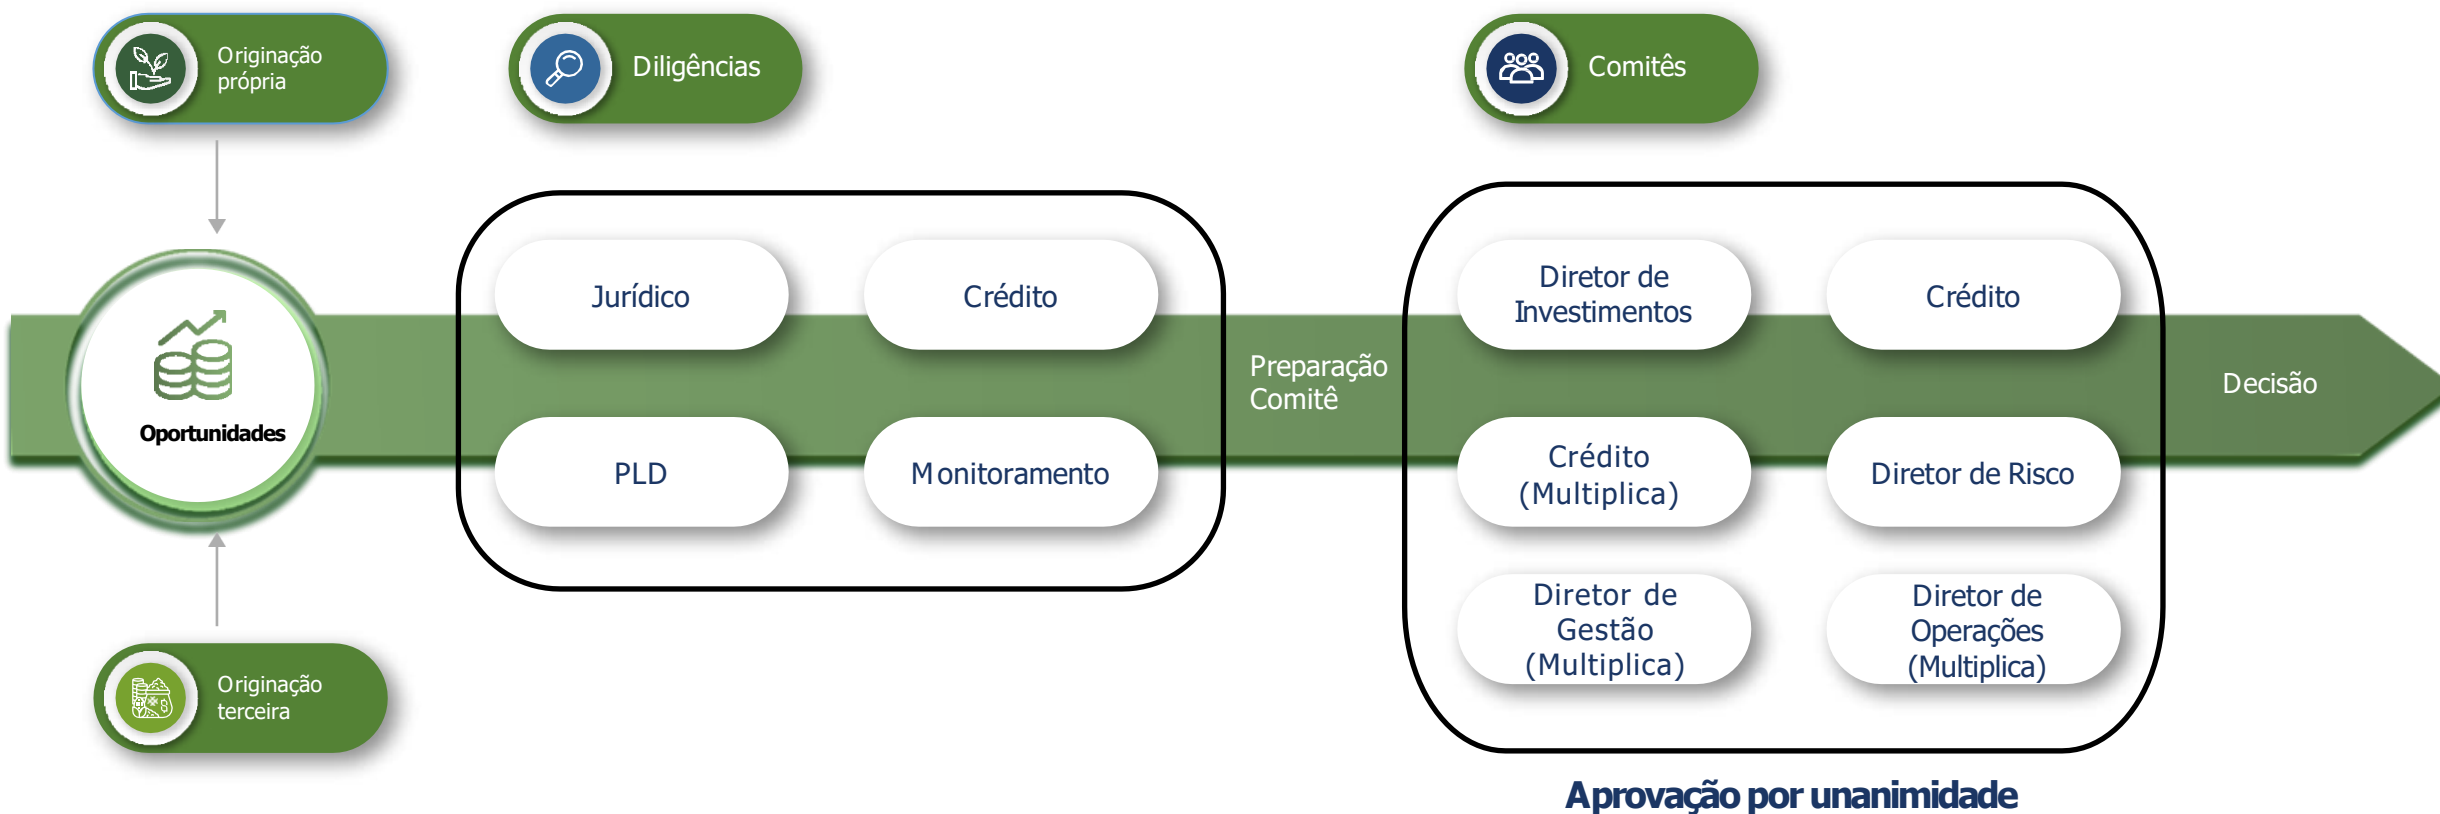 Originação
própria
Diligências
Comitês
Oportunidades
Originação
terceira
Jurídico
Crédito
PLD
Monitoramento
Preparação
Comitê
Diretor de
Investimentos
Crédito
Crédito
(Multiplica)
Diretor de Risco
Diretor de
Gestão
(Multiplica)
Diretor de
Operações
(Multiplica)
Decisão
Aprovação por unanimidade